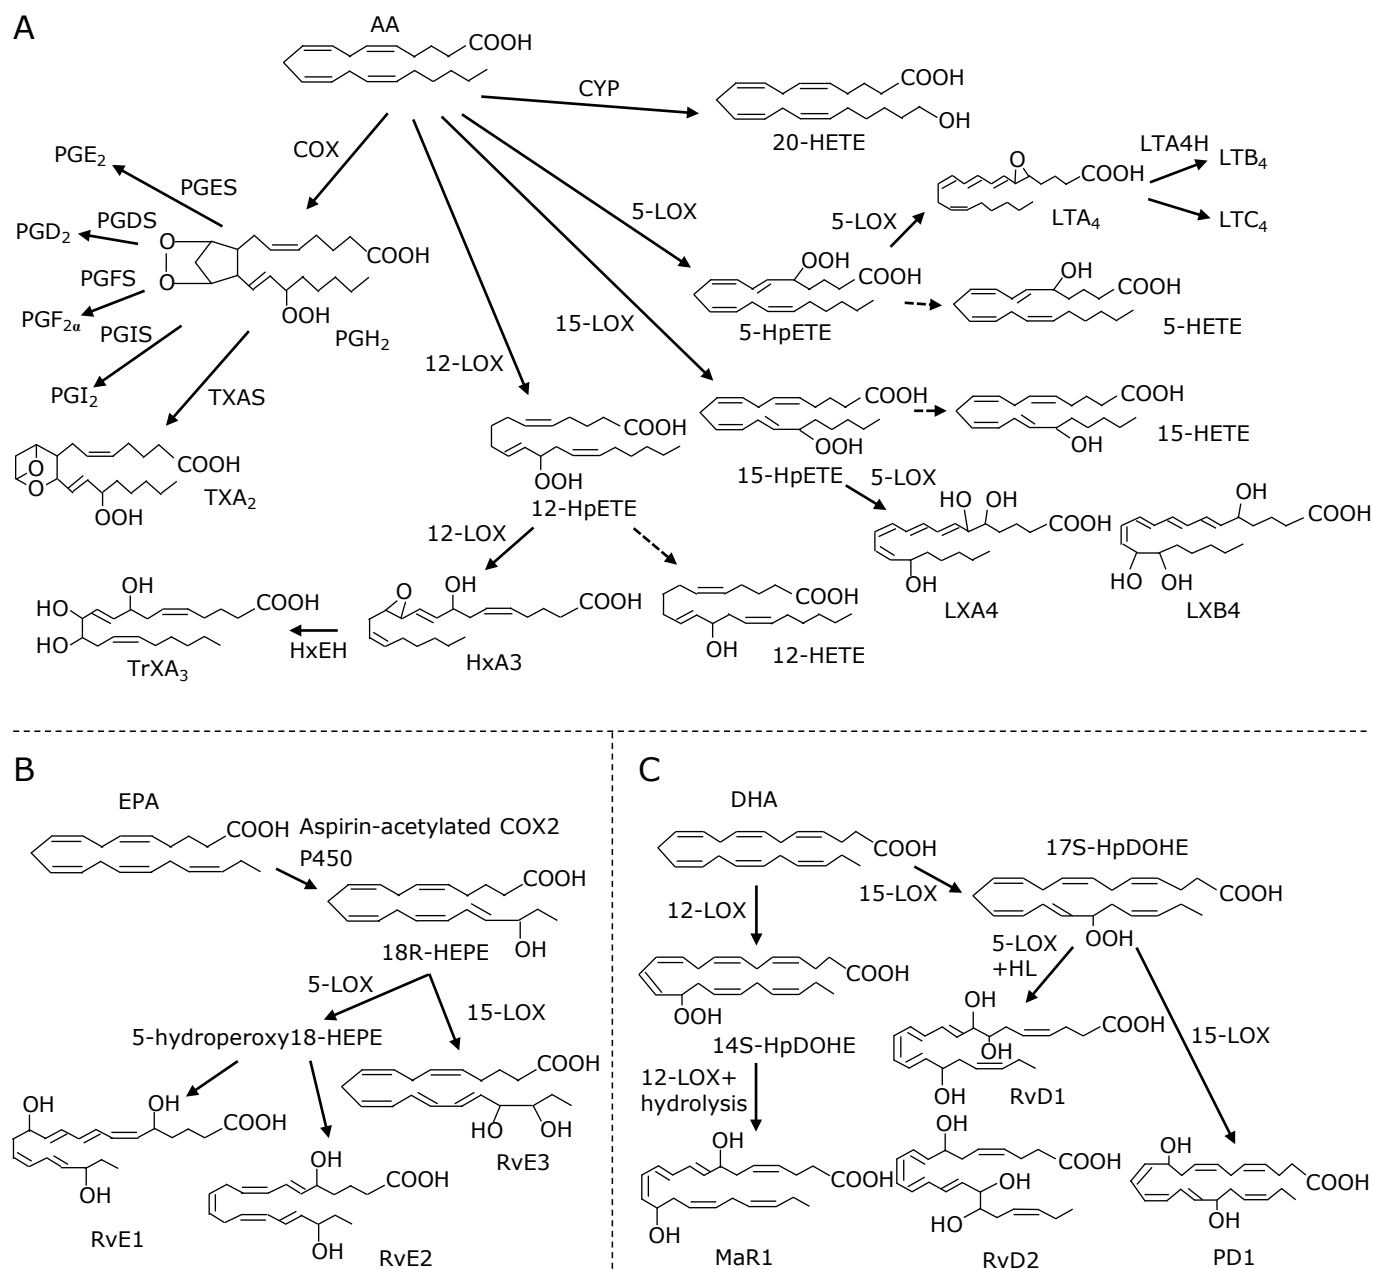 A
AA
COOH
CYP
COOH
OH
20-HETE
COX
PGE2
PGES
PGDS
PGD2
PGFS
PGF2α
PGIS
PGI2
TXAS
O
O
COOH
OOH
PGH2
12-LOX
15-LOX
5-LOX
5-LOX
O
COOH
LTA4
LTA4H
LTB4
LTC4
OOH
COOH
5-HpETE
OH
COOH
5-HETE
O
O
COOH
OOH
TXA2
COOH
OOH
12-HpETE
COOH
OOH
15-HpETE
COOH
OH
15-HETE
5-LOX
HO OH
COOH
OH
LXA4
OH
COOH
HO OH
LXB4
12-LOX
OH
HO
HO
COOH
TrXA3
HxEH
O
OH
COOH
HxA3
COOH
OH
12-HETE
B
EPA
COOH
Aspirin-acetylated COX2
P450
COOH
OH
18R-HEPE
5-LOX
15-LOX
5-hydroperoxy18-HEPE
OH
OH
COOH
OH
RvE1
OH
COOH
OH
RvE2
COOH
HO OH
RvE3
C
DHA
COOH
12-LOX
15-LOX
17S-HpDOHE
COOH
OOH
COOH
OOH
14S-HpDOHE
5-LOX
+HL
15-LOX
12-LOX+
hydrolysis
OH
COOH
OH
OH
RvD1
OH
COOH
OH
MaR1
OH
COOH
OH
HO
RvD2
OH
COOH
OH
PD1